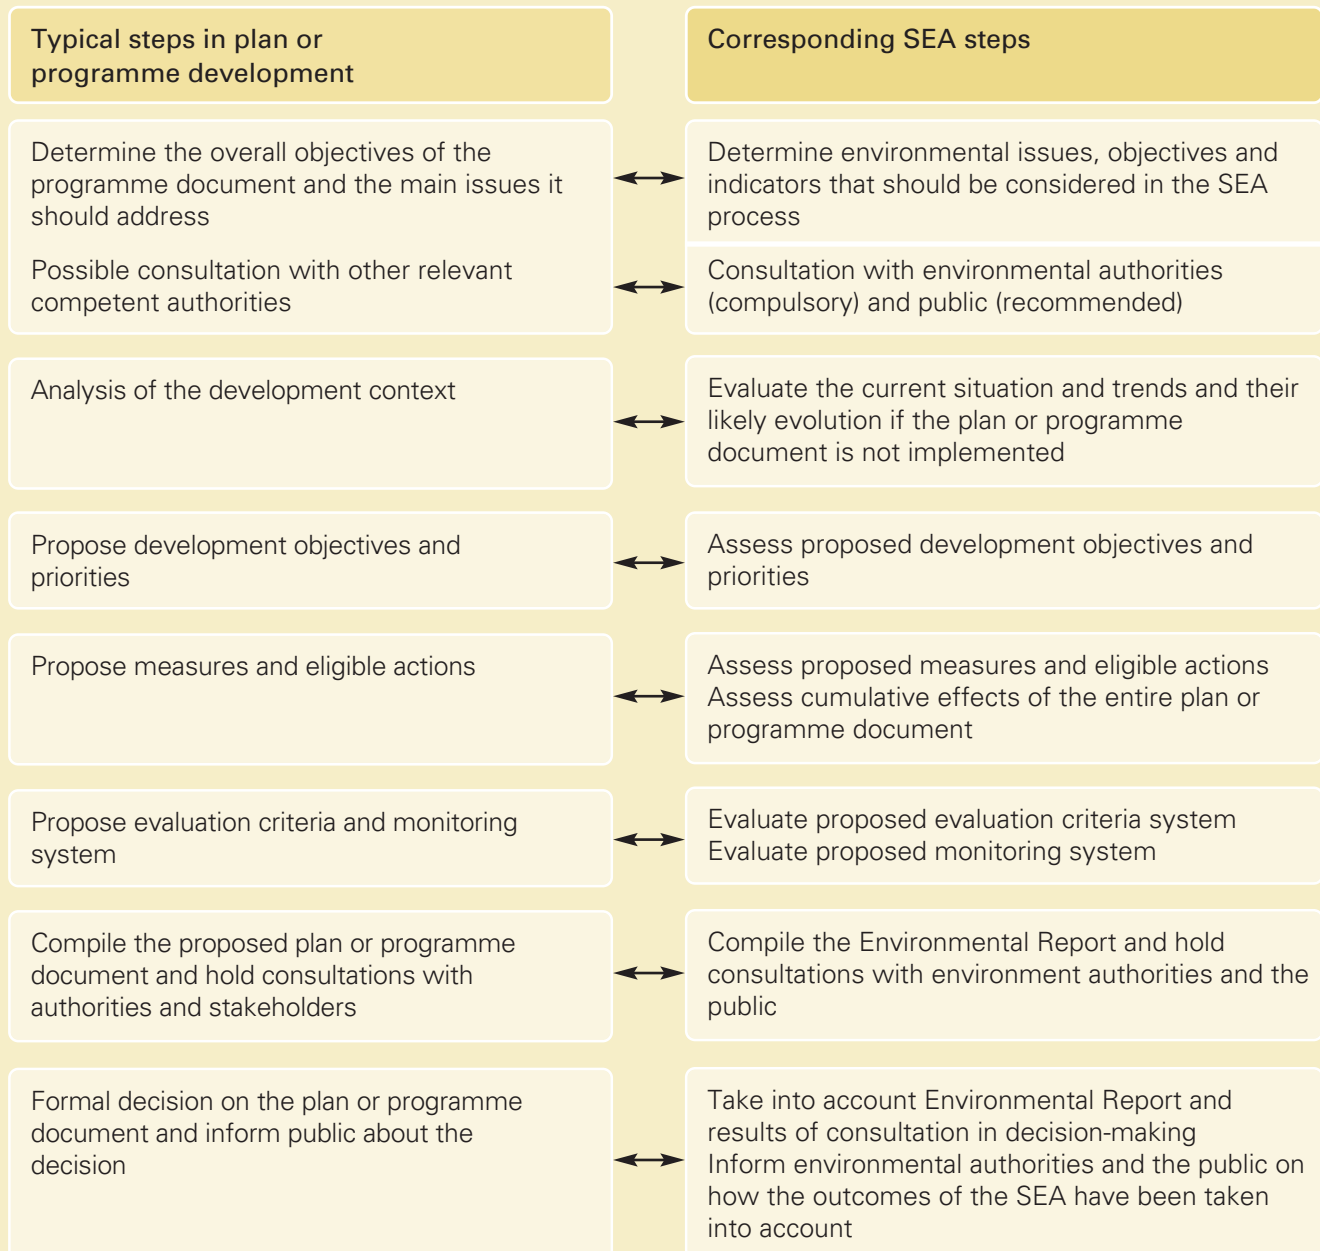 Typical steps in plan or
programme development
Corresponding SEA steps
Determine the overall objectives of the
programme document and the main issues it
should address
Determine environmental issues, objectives and
indicators that should be considered in the SEA
process
Possible consultation with other relevant
competent authorities
Consultation with environmental authorities
(compulsory) and public (recommended)
Analysis of the development context
Evaluate the current situation and trends and their
likely evolution if the plan or programme
document is not implemented
Propose development objectives and
priorities
Assess proposed development objectives and
priorities
Propose measures and eligible actions
Assess proposed measures and eligible actions
Assess cumulative effects of the entire plan or
programme document
Propose evaluation criteria and monitoring
system
Evaluate proposed evaluation criteria system
Evaluate proposed monitoring system
Compile the proposed plan or programme
document and hold consultations with
authorities and stakeholders
Compile the Environmental Report and hold
consultations with environment authorities and the
public
Formal decision on the plan or programme
document and inform public about the
decision
Take into account Environmental Report and
results of consultation in decision-making
Inform environmental authorities and the public on
how the outcomes of the SEA have been taken
into account